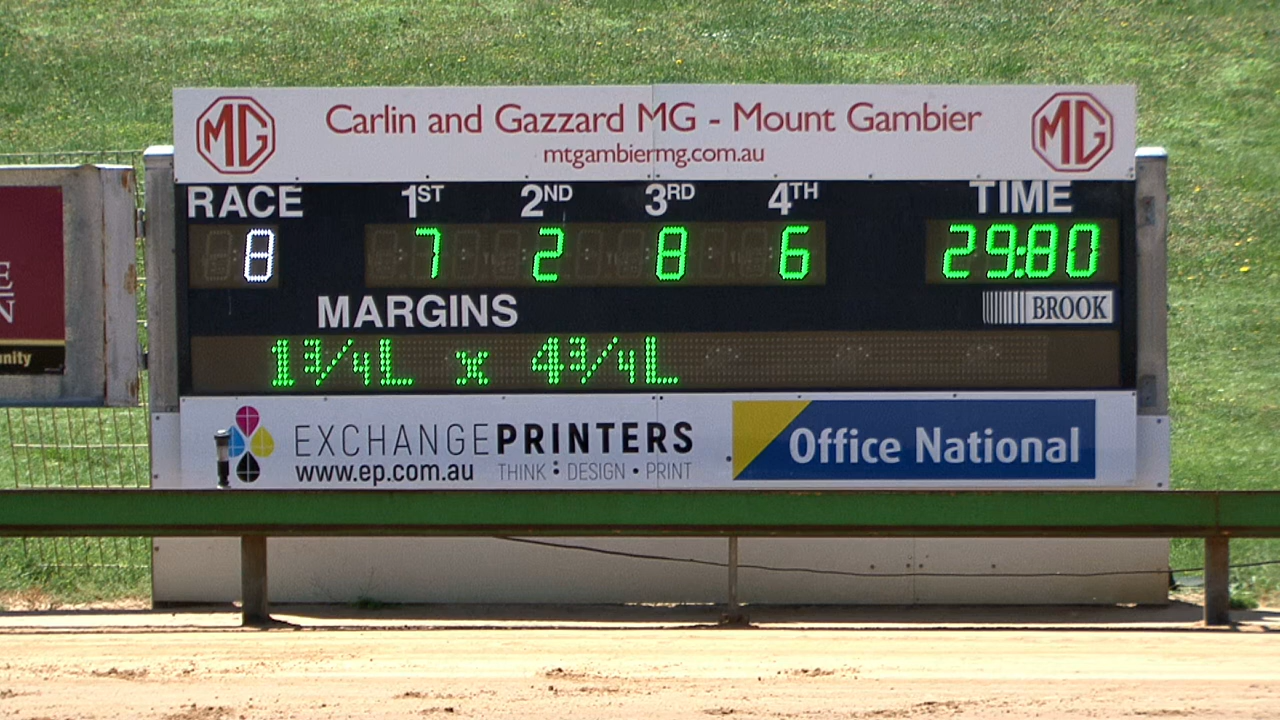 MG Carlin and Gazzard MG - Mount Gambier MG
mtgambiermg.com.au
RACE 1ST 2ND 3RD 4TH TIME
8 7 2 8 6 29:80
MARGINS BROOK
1¾L x 4¾L
EXCHANGEPRINTERS Office National
www.ep.com.au THINK : DESIGN • PRINT
E
N
nity